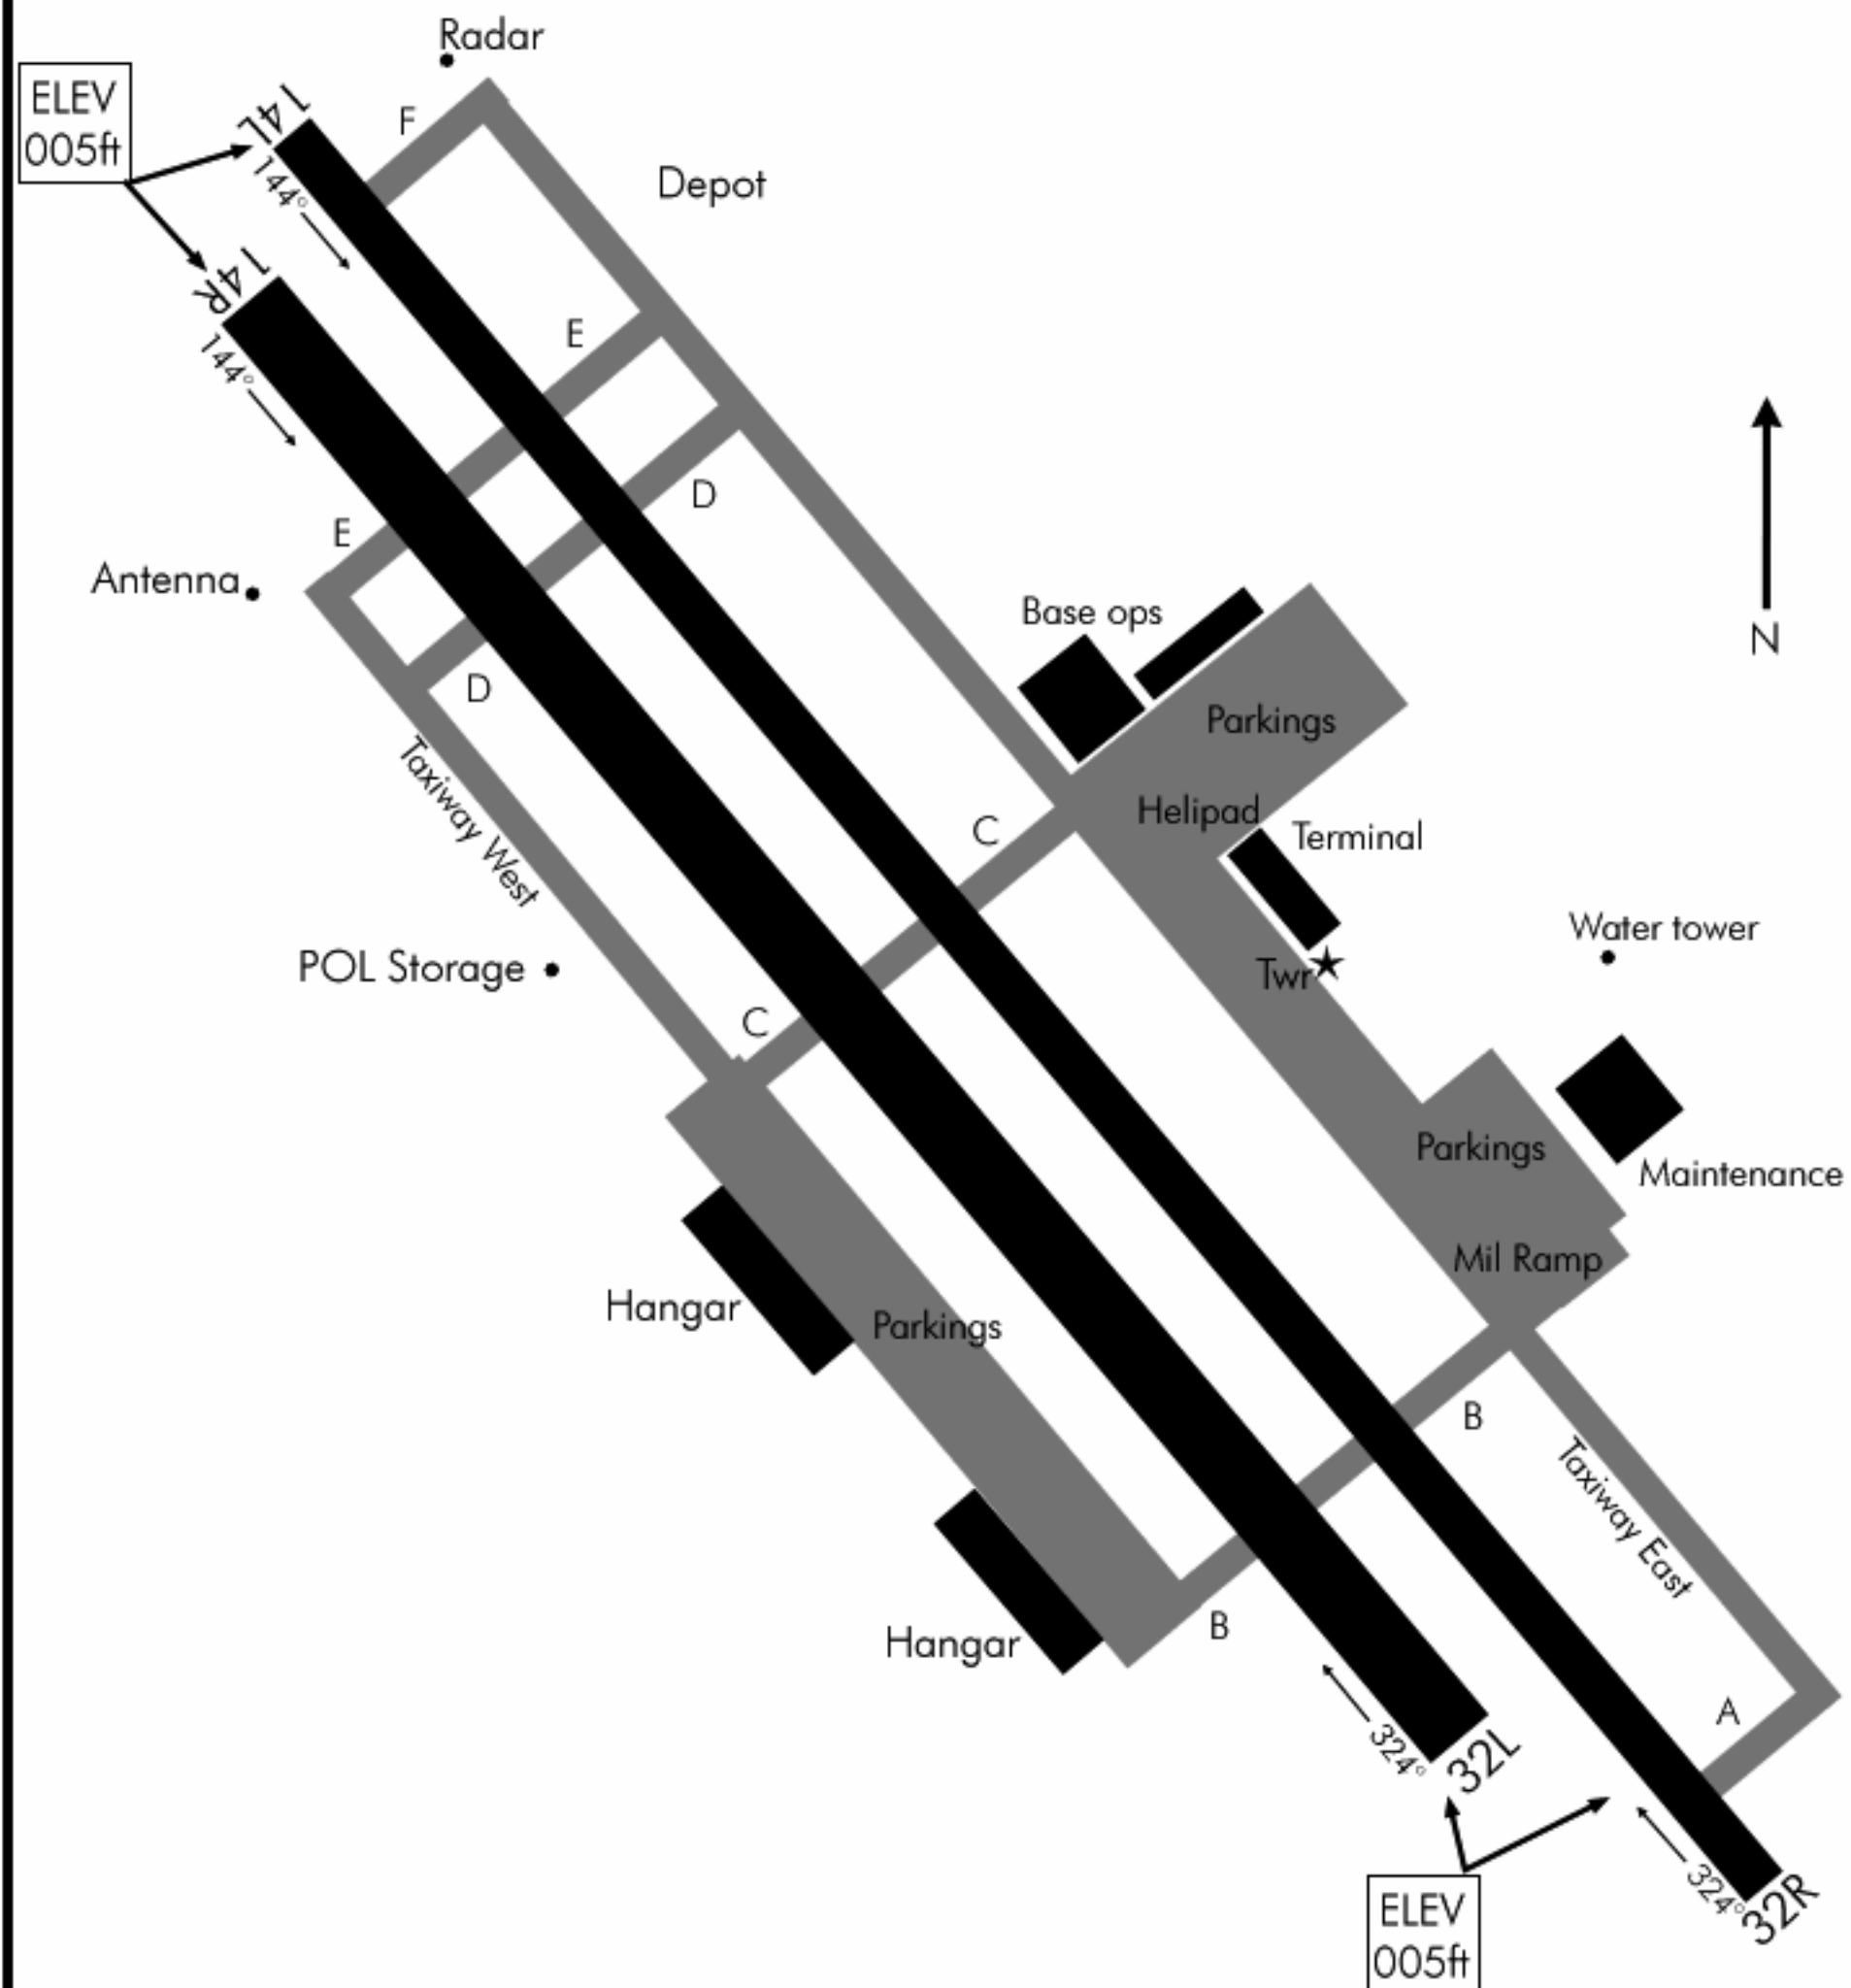 Radar
ELEV
005ft
14L
F
144°
Depot
14R
144°
E
E
D
Antenna
N
Base ops
D
Parkings
Taxiway West
Helipad
C
Terminal
Water tower
POL Storage
Twr
C
Parkings
Maintenance
Mil Ramp
Hangar
Parkings
B
Taxiway East
Hangar
B
A
324°
32L
324°
32R
ELEV
005ft